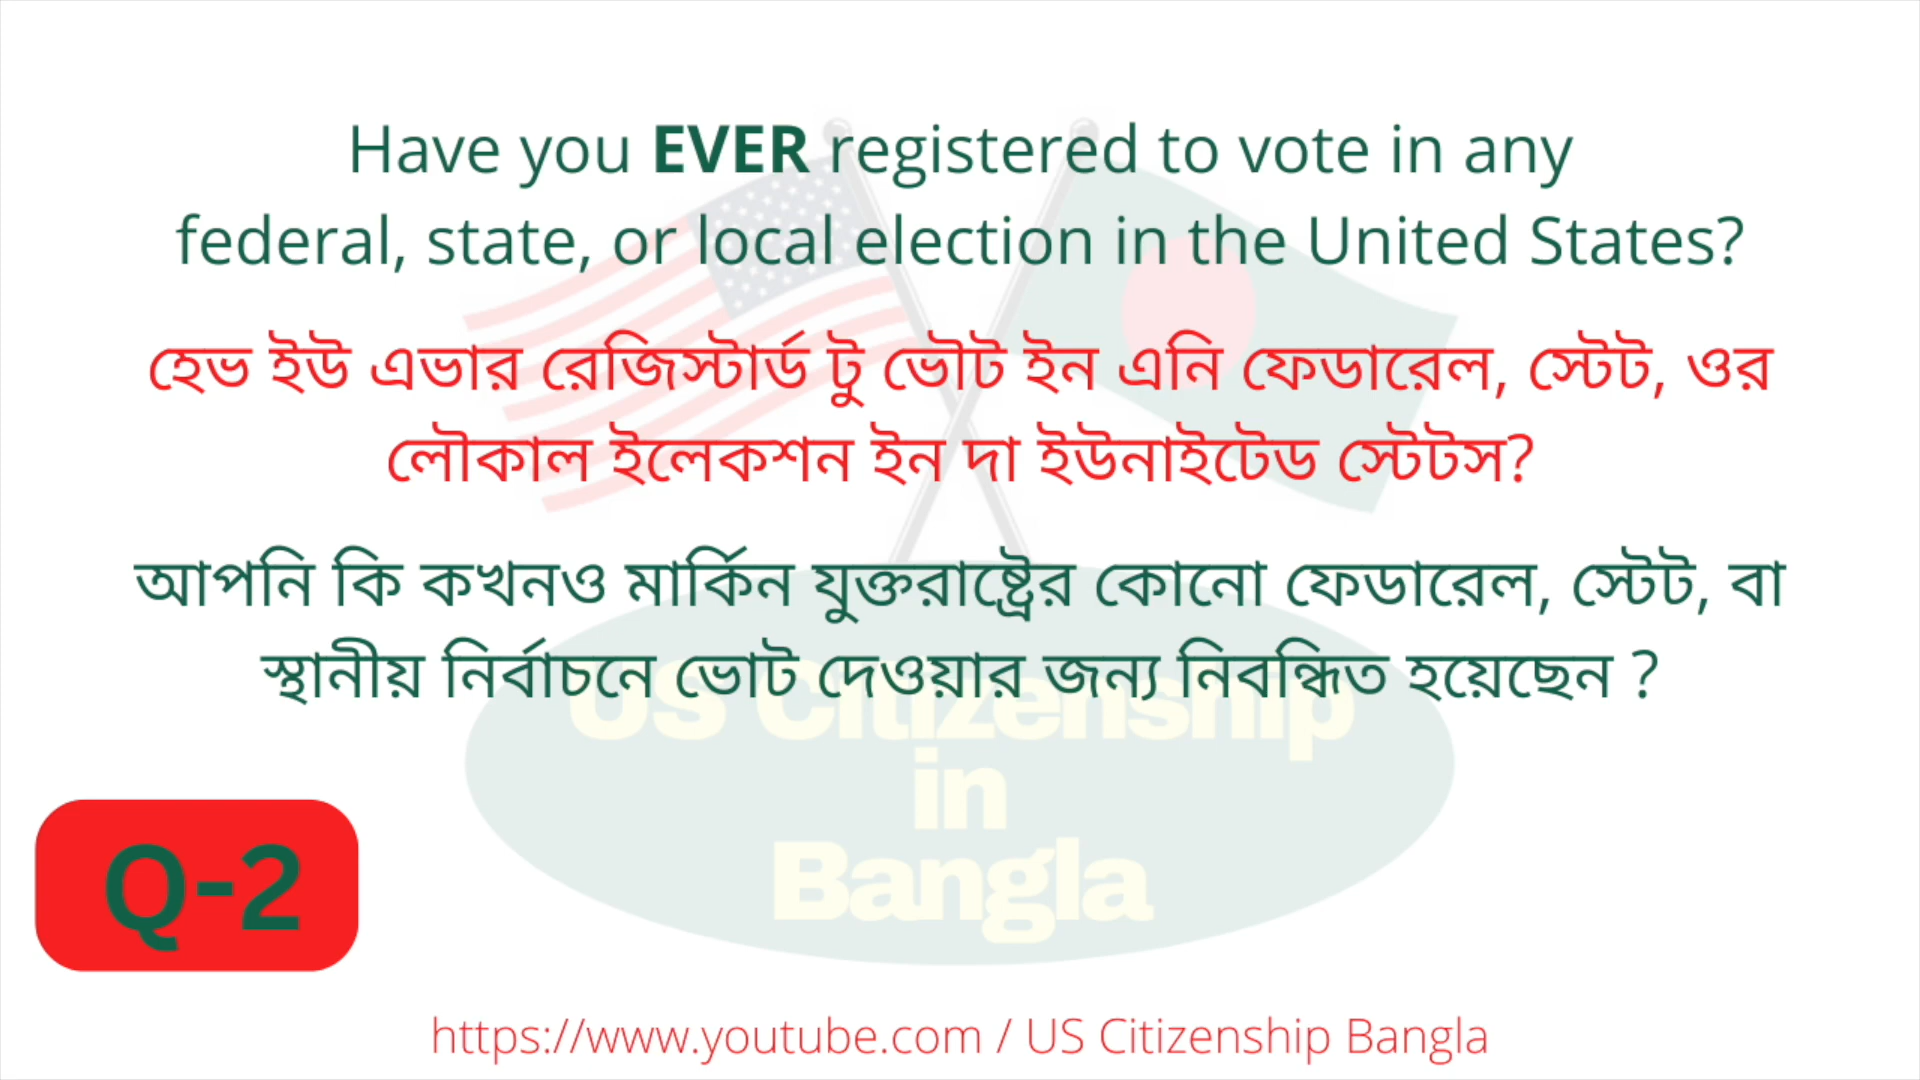 Have you EVER registered to vote in any
federal, state, or local election in the United States?
হেভ ইউ এভার রেজিস্টার্ড টু ভৌট ইন এনি ফেডারেল, স্টেট, ওর
লৌকাল ইলেকশন ইন দা ইউনাইটেড স্টেটস?
আপনি কি কখনও মার্কিন যুক্তরাষ্ট্রের কোনো ফেডারেল, স্টেট, বা
স্থানীয় নির্বাচনে ভোট দেওয়ার জন্য নিবন্ধিত হয়েছেন ?
US Citizenship
in
Bangla
Q-2
https://www.youtube.com / US Citizenship Bangla